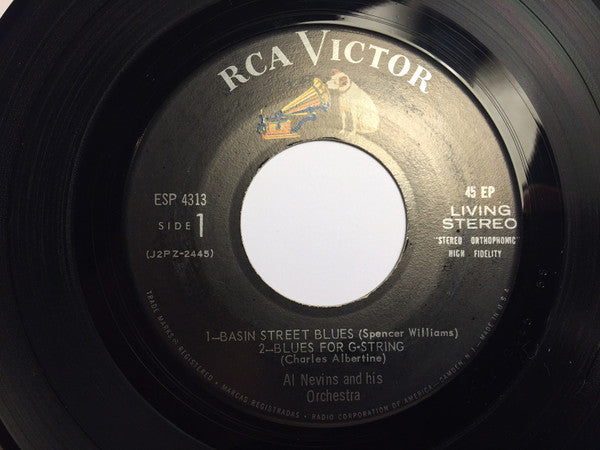 RCA VICTOR
ESP 4313
SIDE 1
(J2PZ-2445)
45 EP
LIVING
STEREO
"STEREO ORTHOPHONIC"
HIGH FIDELITY
1—BASIN STREET BLUES (Spencer Williams)
2—BLUES FOR G-STRING
(Charles Albertine)
Al Nevins and his
Orchestra
TRADE MARKS® REGISTERED • MARCAS REGISTRADAS • RADIO CORPORATION OF AMERICA—CAMDEN, N.J. • MADE IN U.S.A.